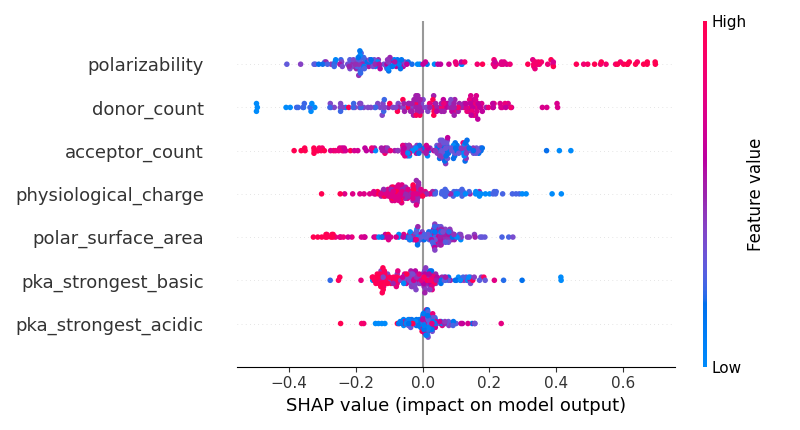 High
polarizability
donor_count
acceptor_count
physiological_charge
polar_surface_area
pka_strongest_basic
pka_strongest_acidic
Feature value
Low
−0.4 −0.2 0.0 0.2 0.4 0.6
SHAP value (impact on model output)